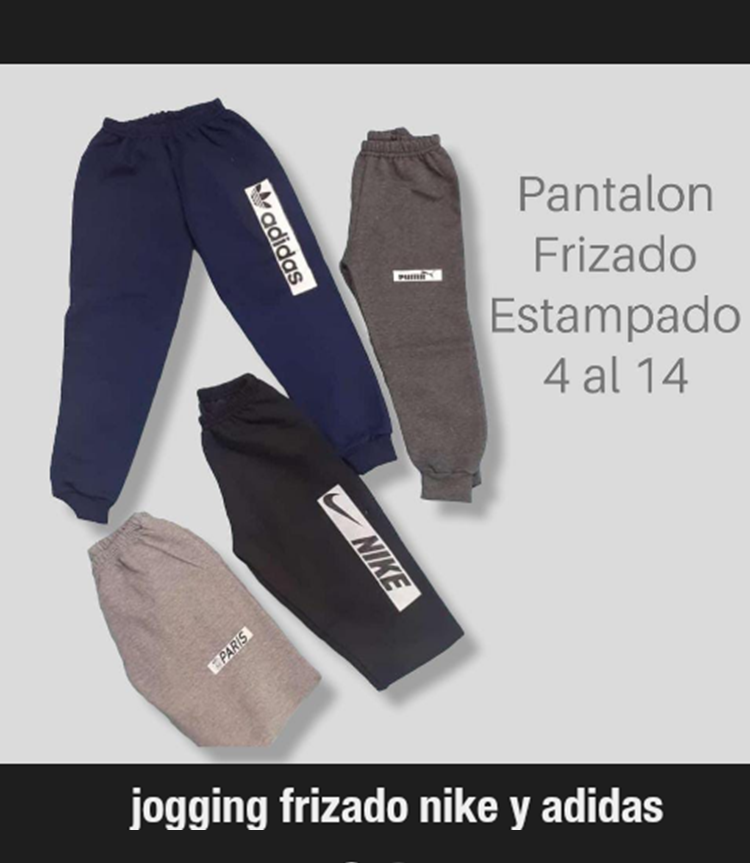 adidas
PUMA
Pantalon
Frizado
Estampado
4 al 14
NIKE
PARIS
jogging frizado nike y adidas